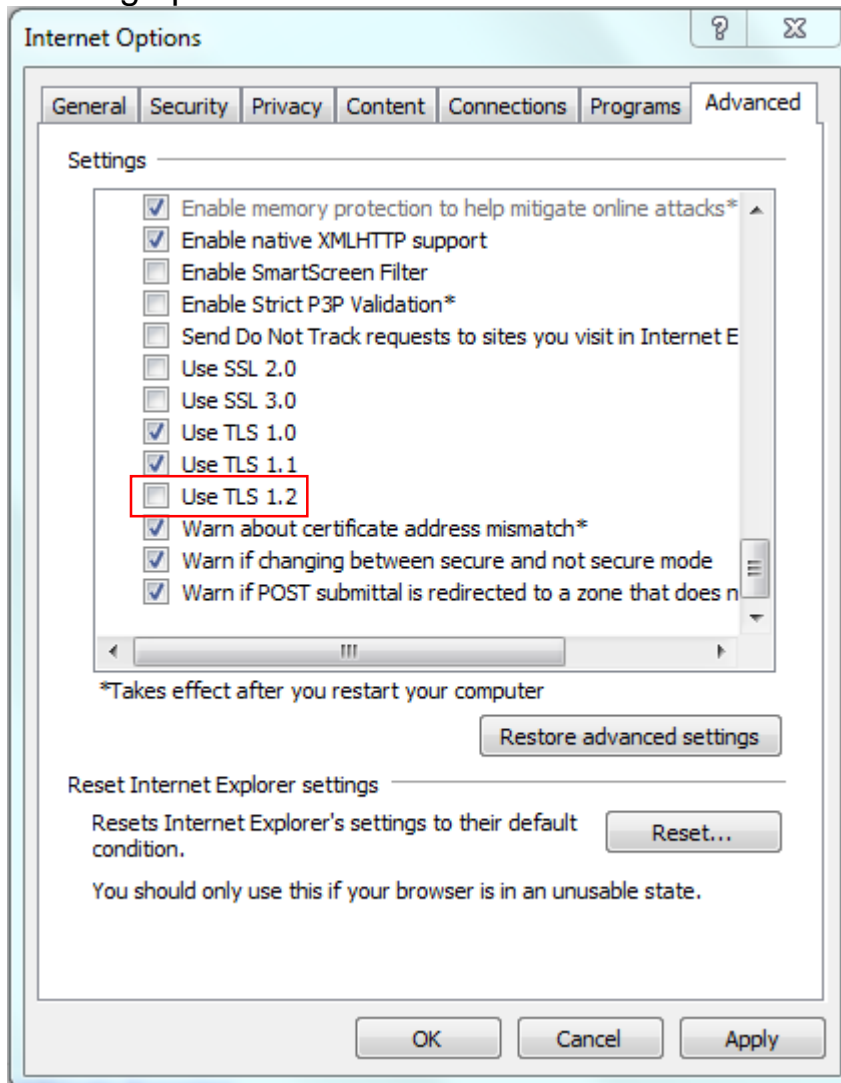 Internet Options
General Security Privacy Content Connections Programs Advanced
Settings
Enable memory protection to help mitigate online attacks*
Enable native XMLHTTP support
Enable SmartScreen Filter
Enable Strict P3P Validation*
Send Do Not Track requests to sites you visit in Internet E
Use SSL 2.0
Use SSL 3.0
Use TLS 1.0
Use TLS 1.1
Use TLS 1.2
Warn about certificate address mismatch*
Warn if changing between secure and not secure mode
Warn if POST submittal is redirected to a zone that does n
*Takes effect after you restart your computer
Restore advanced settings
Reset Internet Explorer settings
Resets Internet Explorer's settings to their default
condition.
Reset...
You should only use this if your browser is in an unusable state.
OK Cancel Apply